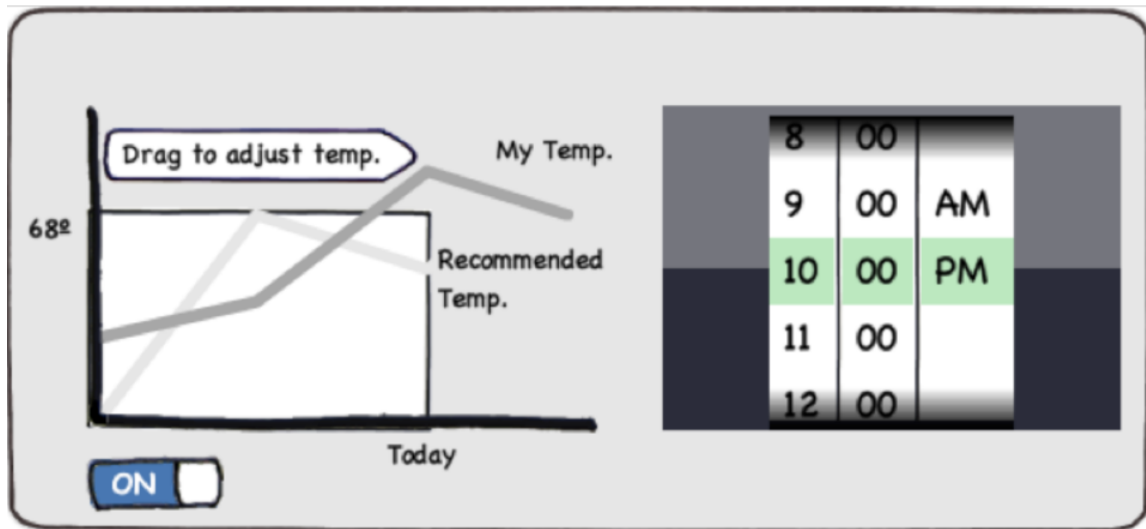 Drag to adjust temp.
My Temp.
68º
Recommended
Temp.
Today
ON
8 00
9 00 AM
10 00 PM
11 00
12 00